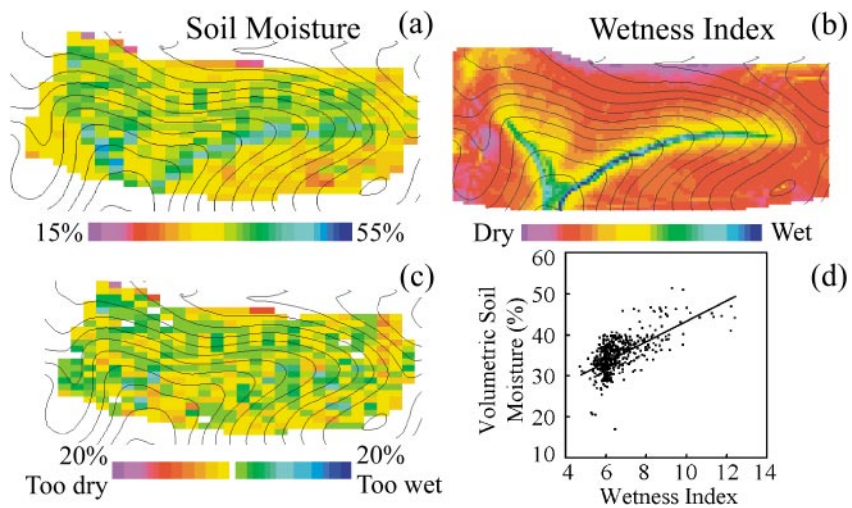 Soil Moisture (a)
15% 55%
Wetness Index (b)
Dry Wet
(c)
20% 20%
Too dry Too wet
(d)
Volumetric Soil
Moisture (%)
60
50
40
30
20
10
4 6 8 10 12 14
Wetness Index